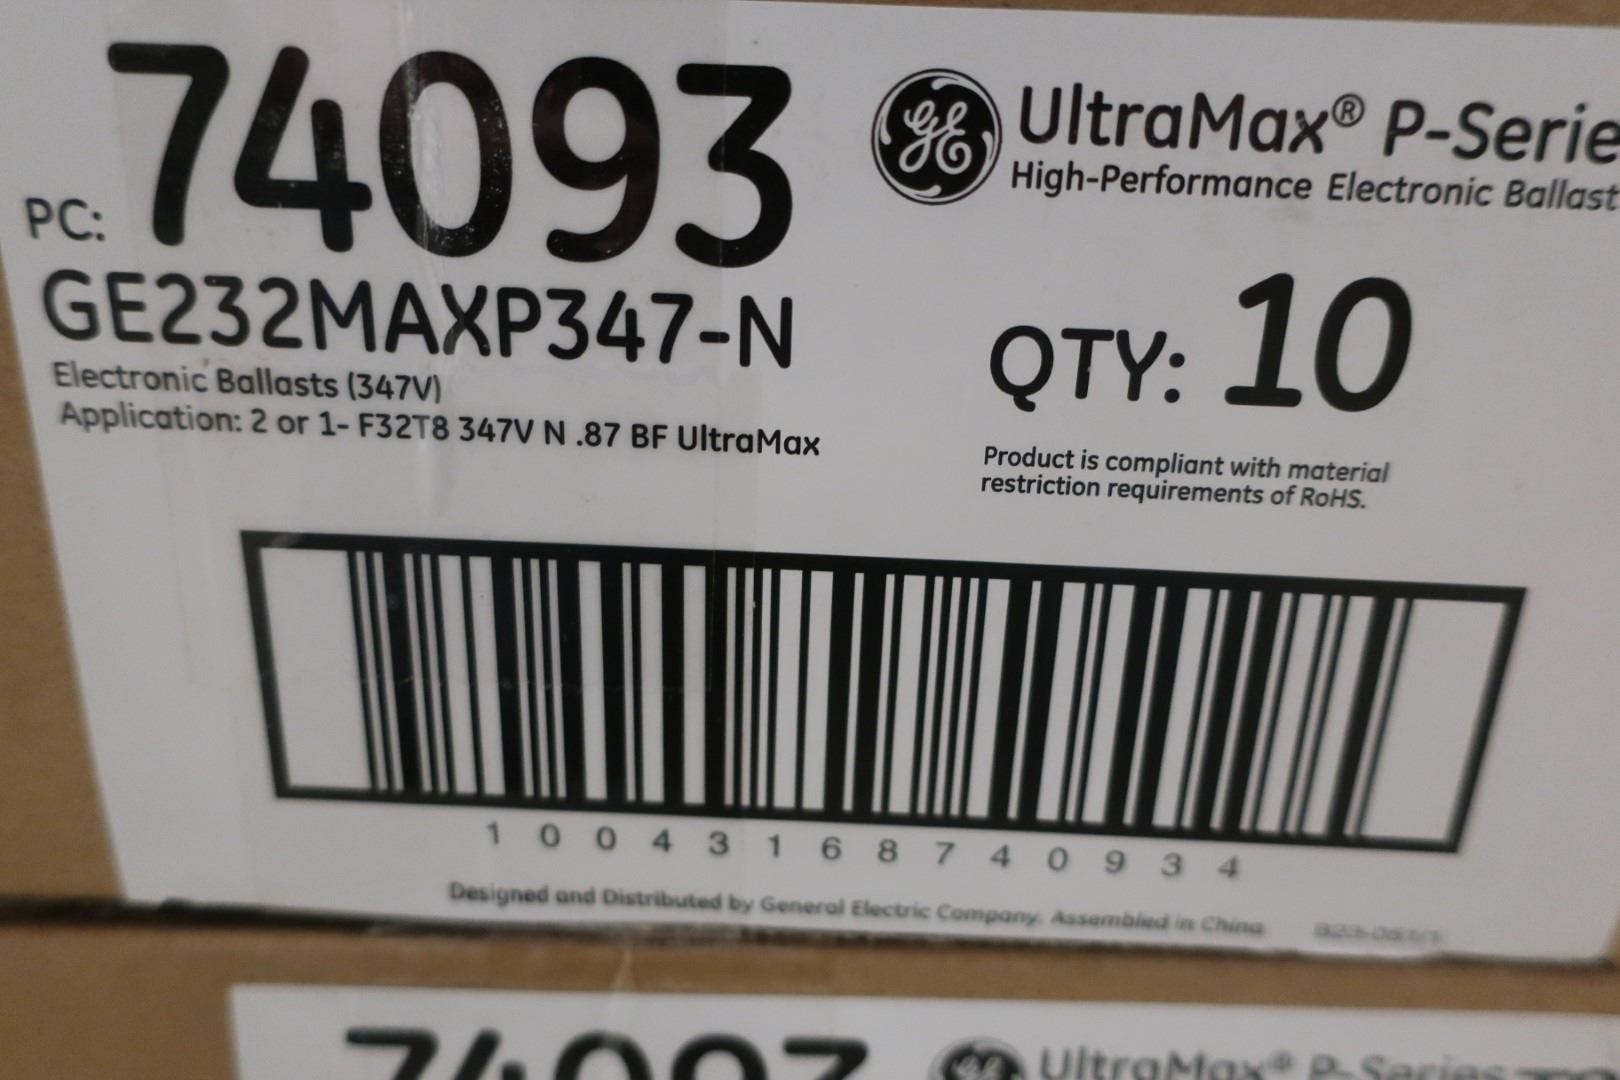 PC: 74093
GE UltraMax® P-Serie
High-Performance Electronic Ballast
GE232MAXP347-N
Electronic Ballasts (347V)
Application: 2 or 1- F32T8 347V N .87 BF UltraMax
QTY: 10
Product is compliant with material
restriction requirements of RoHS.
1 0 0 4 3 1 6 8 7 4 0 9 3 4
Designed and Distributed by General Electric Company. Assembled in China
74093
UltraMax® P-Series